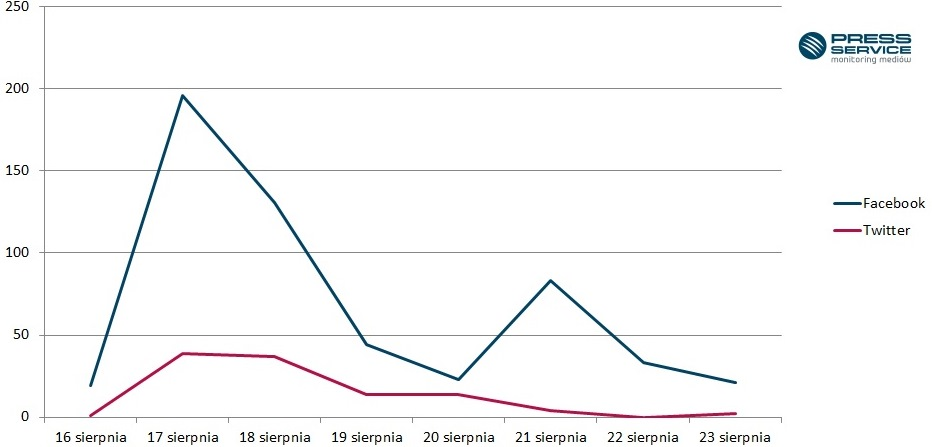 250
200
150
100
50
0
16 sierpnia 17 sierpnia 18 sierpnia 19 sierpnia 20 sierpnia 21 sierpnia 22 sierpnia 23 sierpnia
PRESS
SERVICE
monitoring mediów
Facebook
Twitter